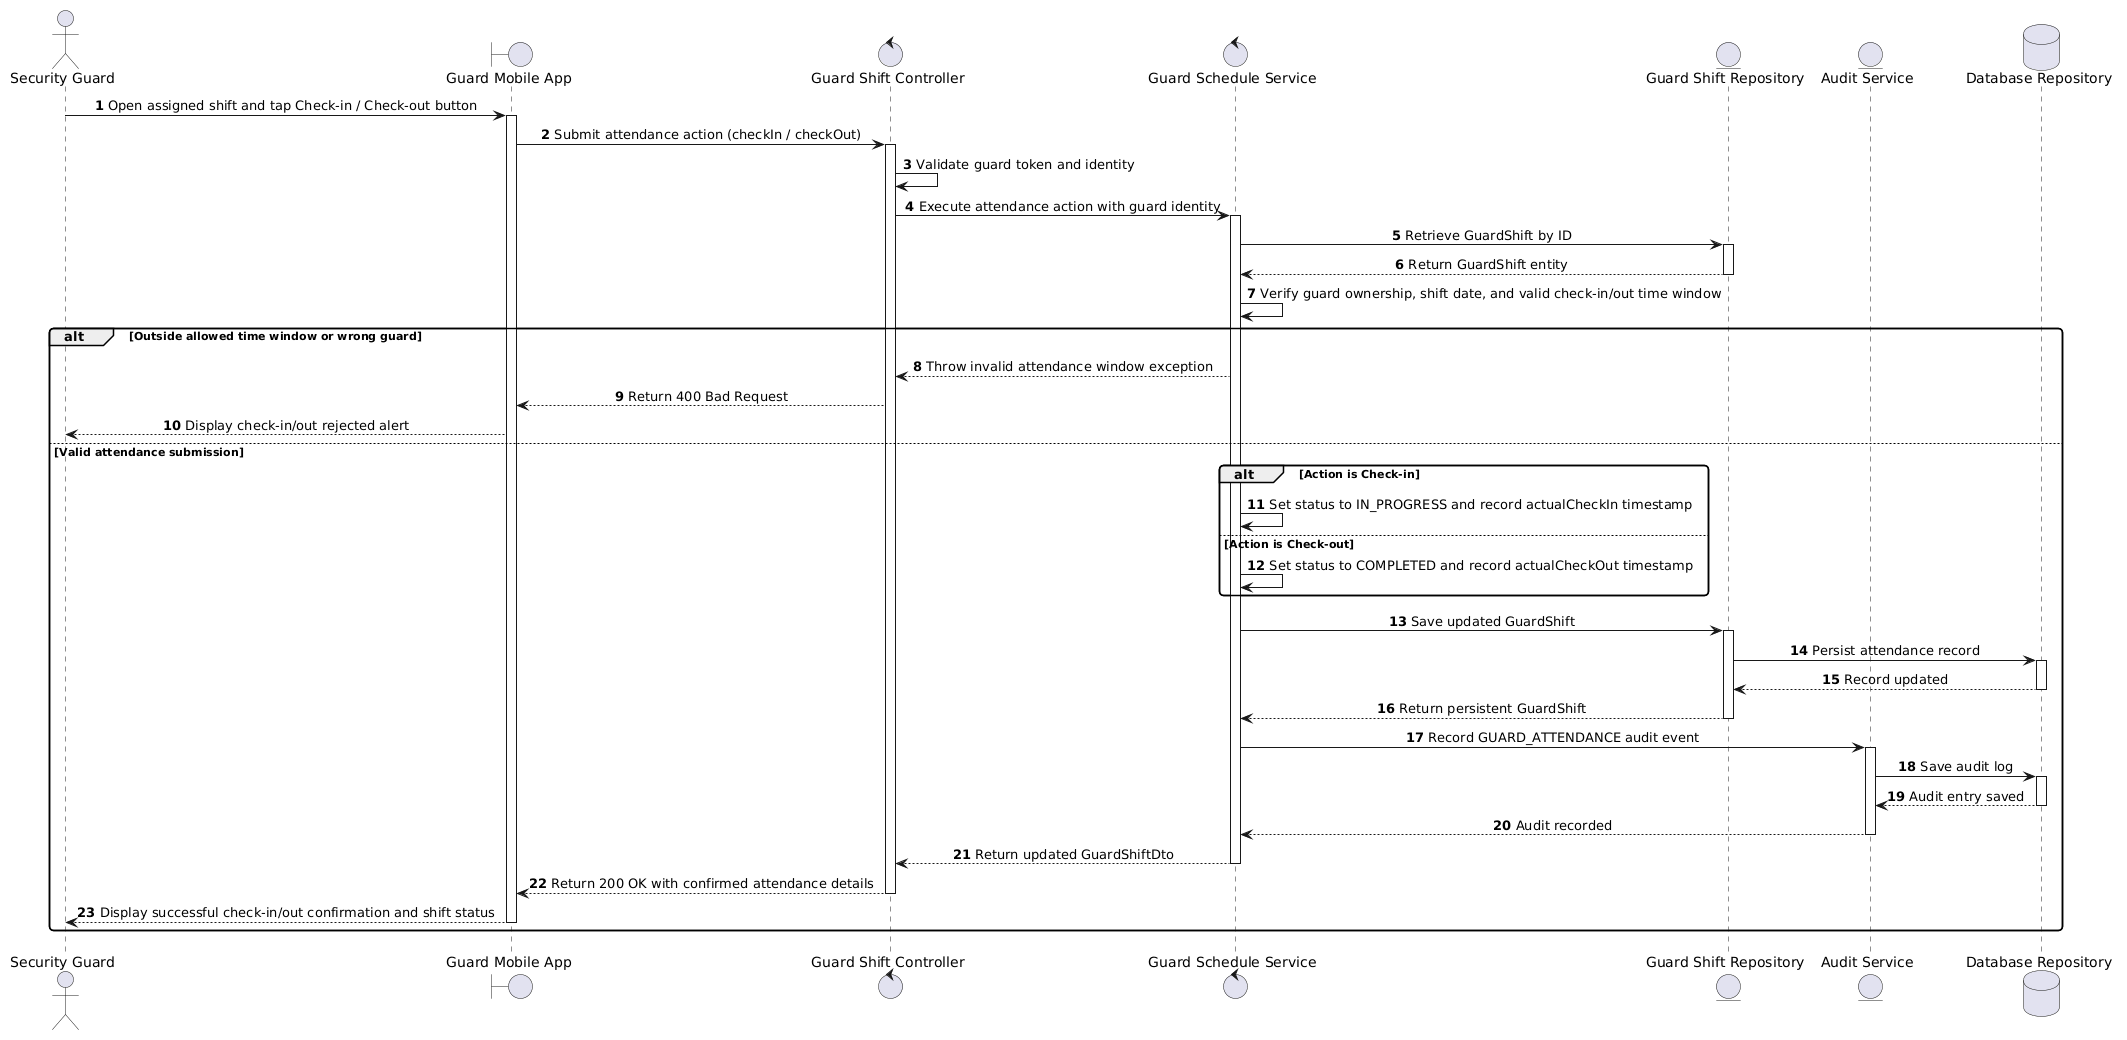 Security Guard
Guard Mobile App
Guard Shift Controller
Guard Schedule Service
Guard Shift Repository
Audit Service
Database Repository
1 Open assigned shift and tap Check-in / Check-out button
2 Submit attendance action (checkIn / checkOut)
3 Validate guard token and identity
4 Execute attendance action with guard identity
5 Retrieve GuardShift by ID
6 Return GuardShift entity
7 Verify guard ownership, shift date, and valid check-in/out time window
alt [Outside allowed time window or wrong guard]
8 Throw invalid attendance window exception
9 Return 400 Bad Request
10 Display check-in/out rejected alert
[Valid attendance submission]
alt [Action is Check-in]
11 Set status to IN_PROGRESS and record actualCheckIn timestamp
[Action is Check-out]
12 Set status to COMPLETED and record actualCheckOut timestamp
13 Save updated GuardShift
14 Persist attendance record
15 Record updated
16 Return persistent GuardShift
17 Record GUARD_ATTENDANCE audit event
18 Save audit log
19 Audit entry saved
20 Audit recorded
21 Return updated GuardShiftDto
22 Return 200 OK with confirmed attendance details
23 Display successful check-in/out confirmation and shift status
Security Guard
Guard Mobile App
Guard Shift Controller
Guard Schedule Service
Guard Shift Repository
Audit Service
Database Repository